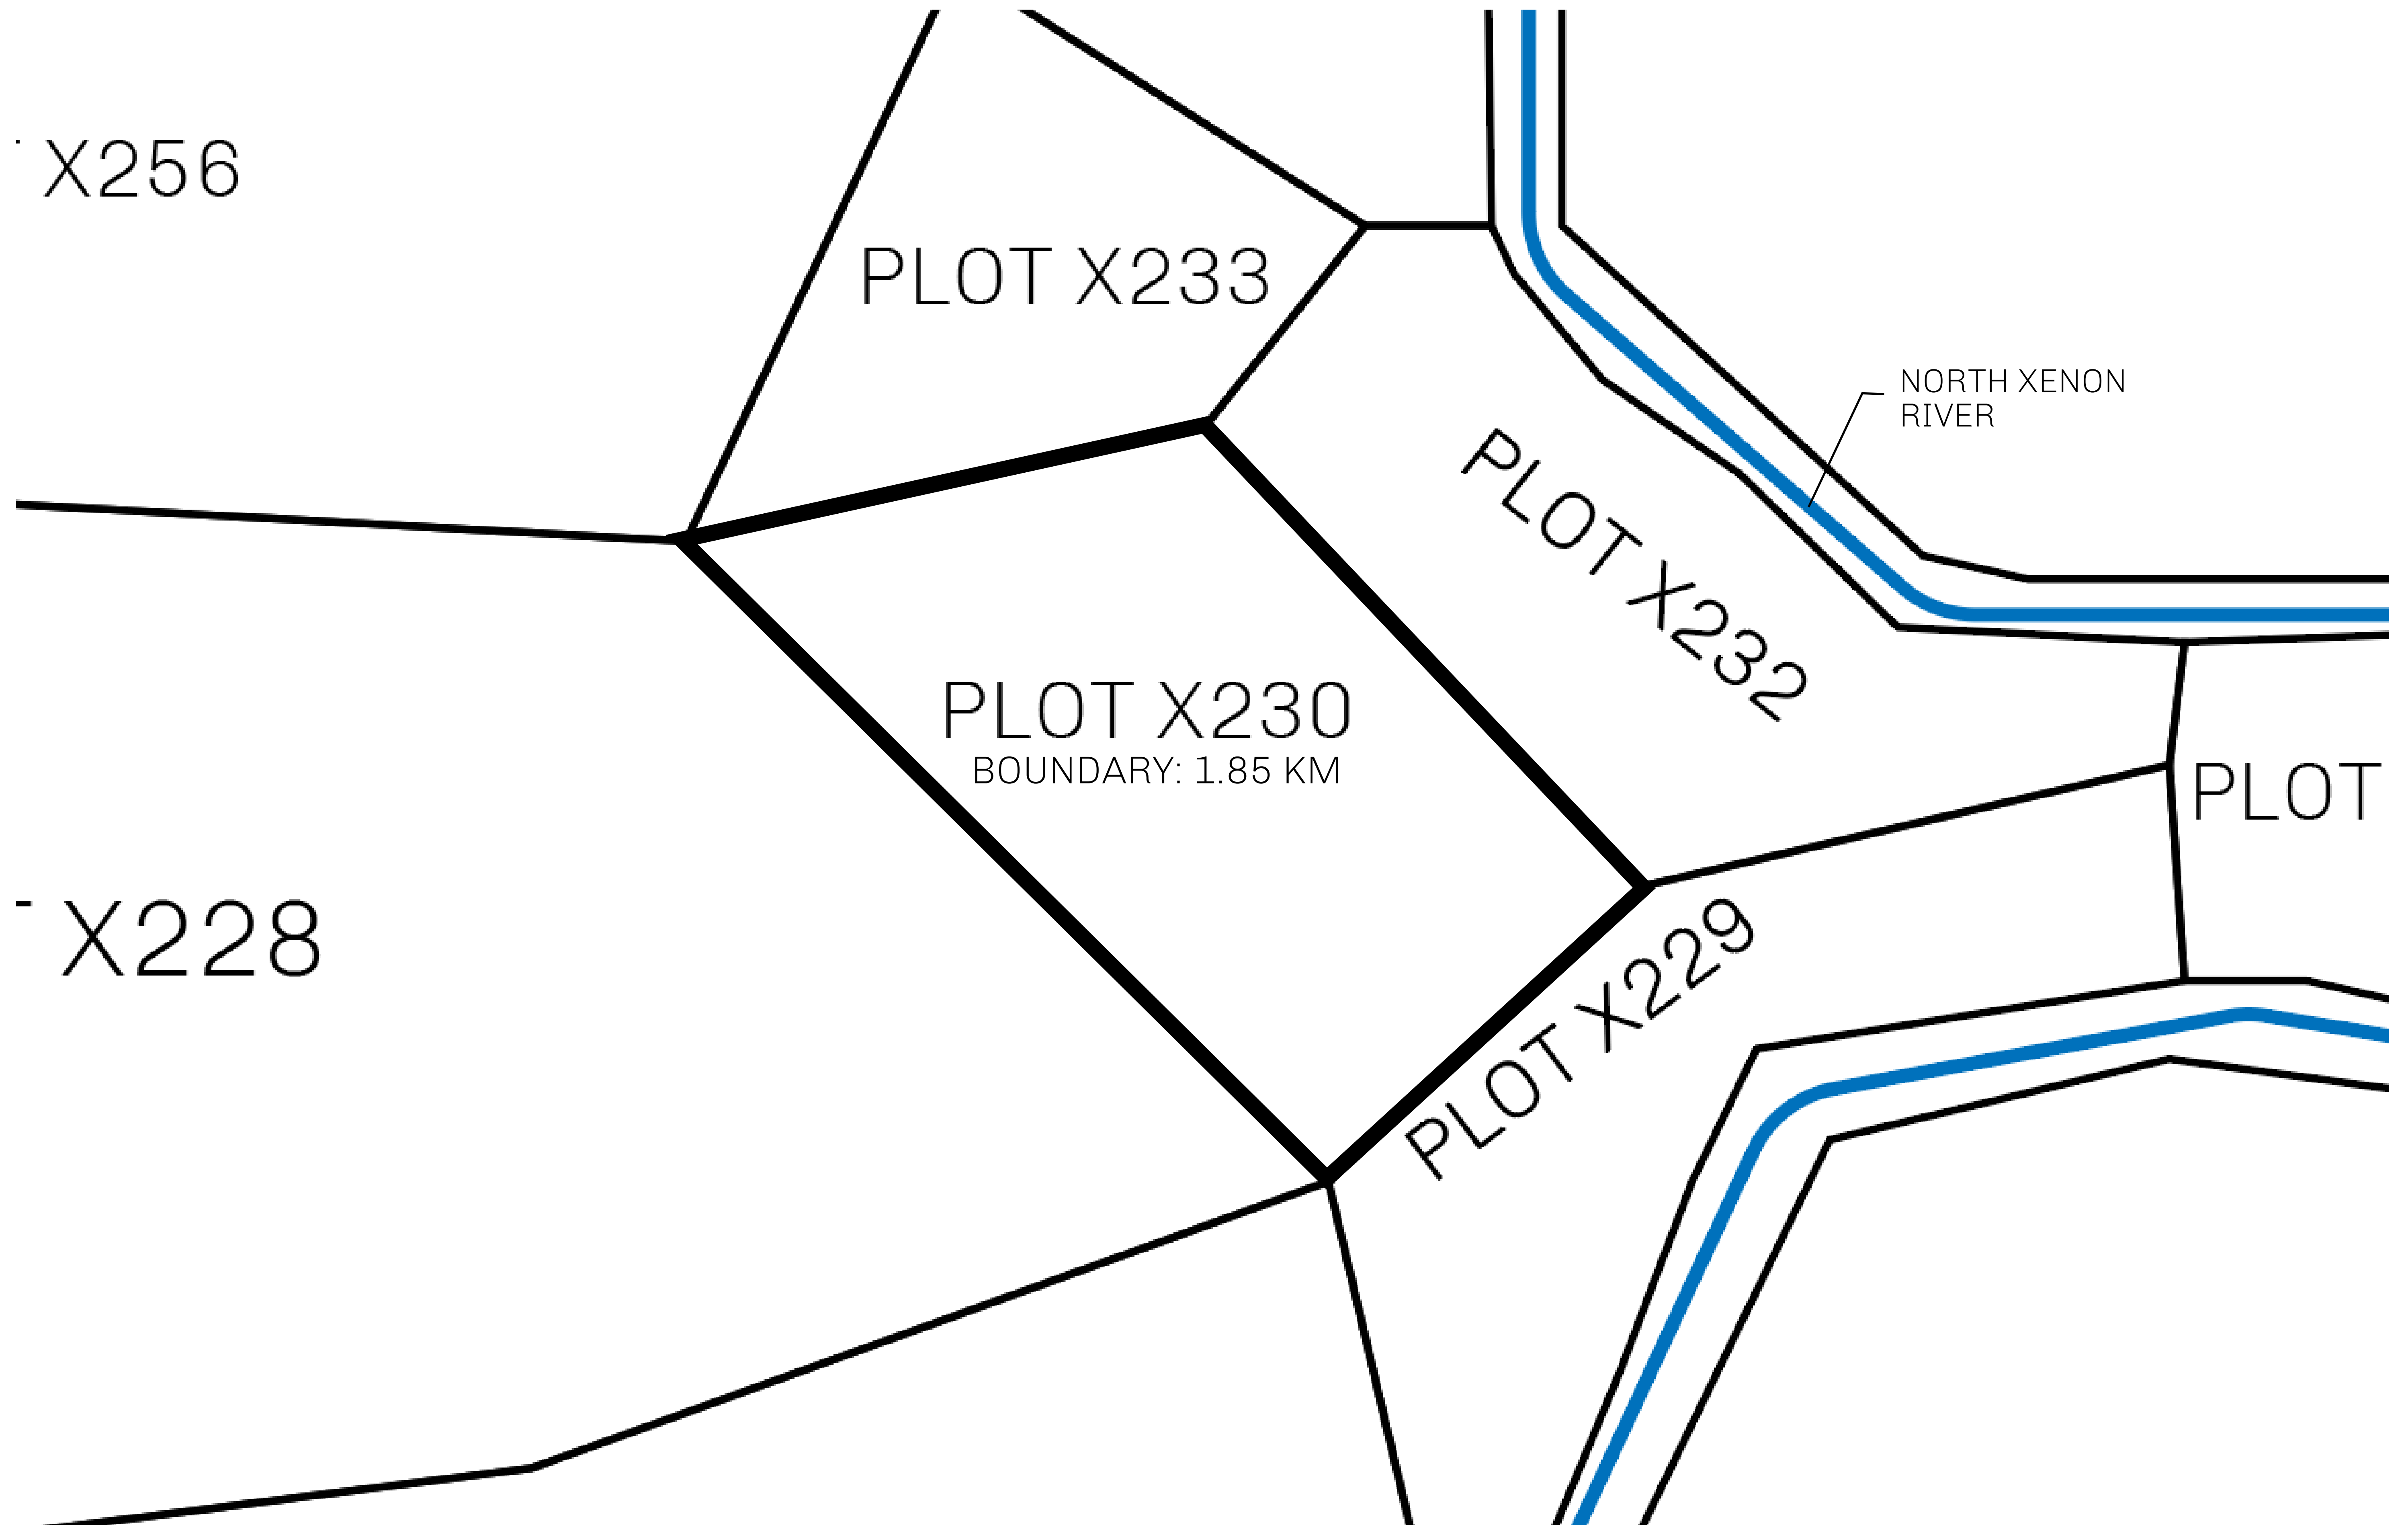 X256
PLOT X233
NORTH XENON
RIVER
PLOT X232
PLOT X230
BOUNDARY: 1.85 KM
PLOT
X228
PLOT X229